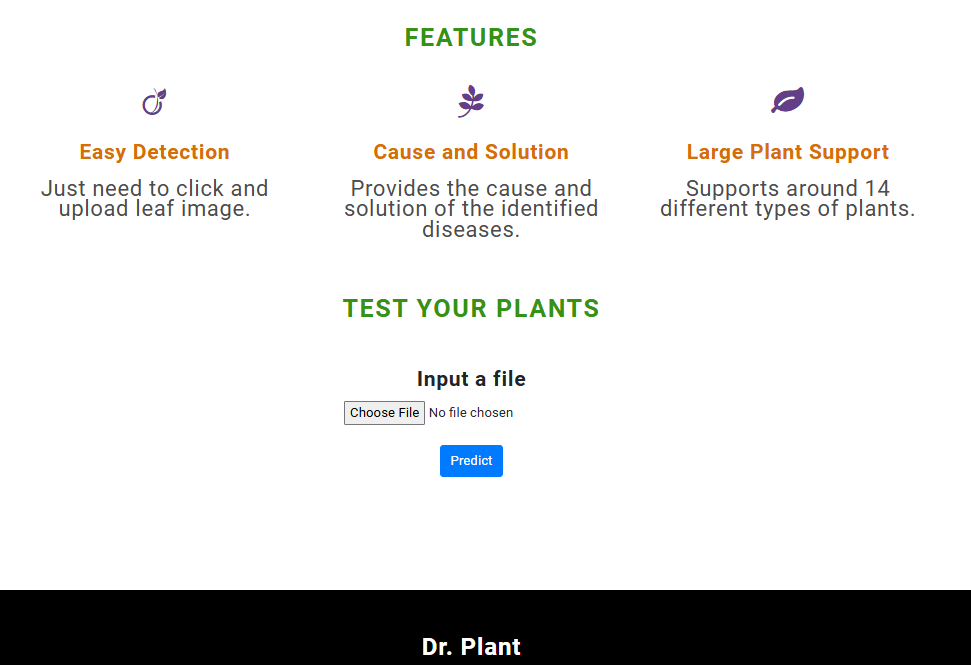 FEATURES
Easy Detection
Just need to click and
upload leaf image.
Cause and Solution
Provides the cause and
solution of the identified
diseases.
Large Plant Support
Supports around 14
different types of plants.
TEST YOUR PLANTS
Input a file
Choose File No file chosen
Predict
Dr. Plant